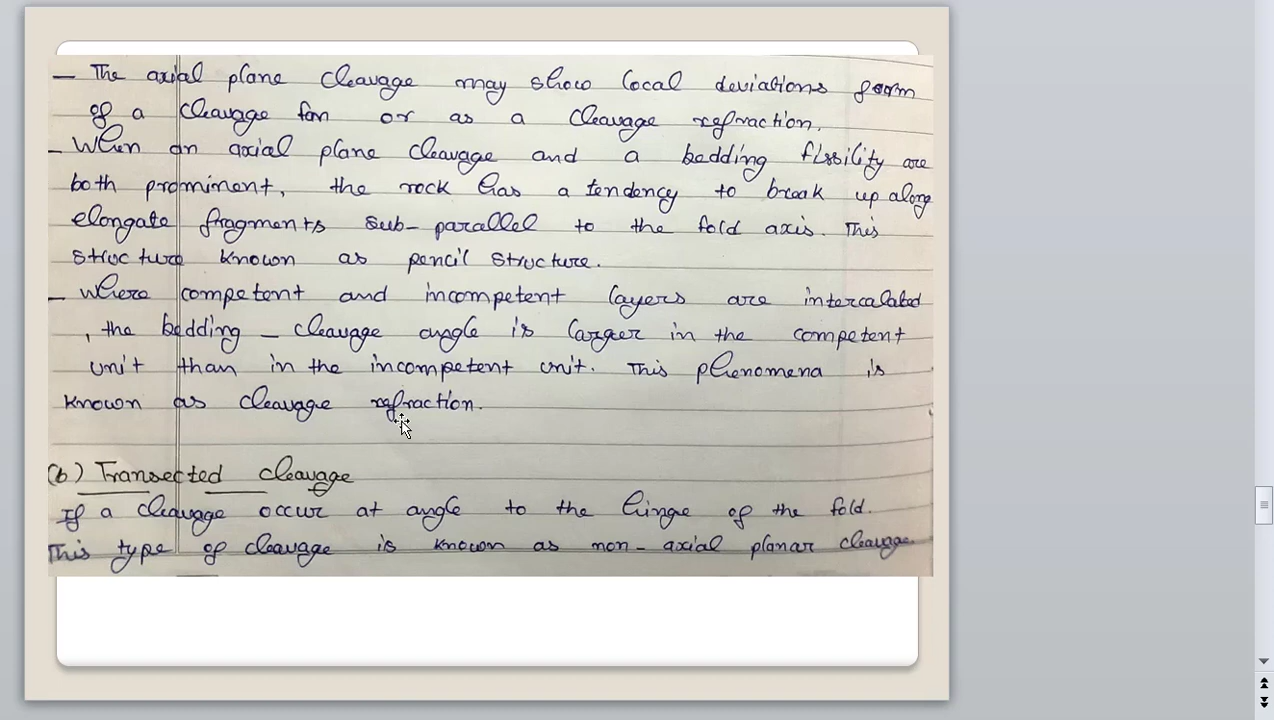 — The axial plane cleavage may show local deviations form
of a cleavage fan or as a cleavage refraction.
– When an axial plane cleavage and a bedding fissility are
both prominent, the rock has a tendency to break up along
elongate fragments sub-parallel to the fold axis. This
structure known as pencil structure.
– where competent and incompetent layers are intercalated
, the bedding – cleavage angle is larger in the competent
unit than in the incompetent unit. This phenomena is
known as cleavage refraction.
(b) Transected cleavage
If a cleavage occur at angle to the hinge of the fold.
This type of cleavage is known as non-axial planar cleavage.